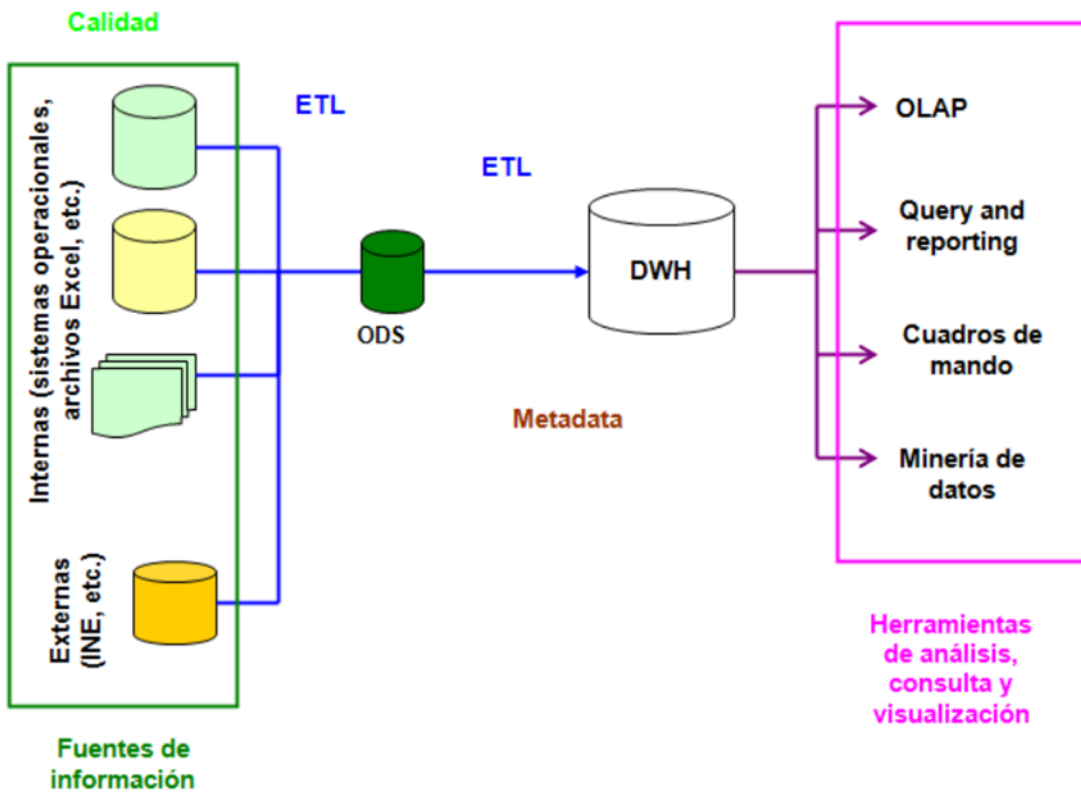 Calidad
Internas (sistemas operacionales,
archivos Excel, etc.)
Externas
(INE, etc.)
Fuentes de
información
ETL
ODS
ETL
DWH
Metadata
OLAP
Query and
reporting
Cuadros de
mando
Minería de
datos
Herramientas
de análisis,
consulta y
visualización